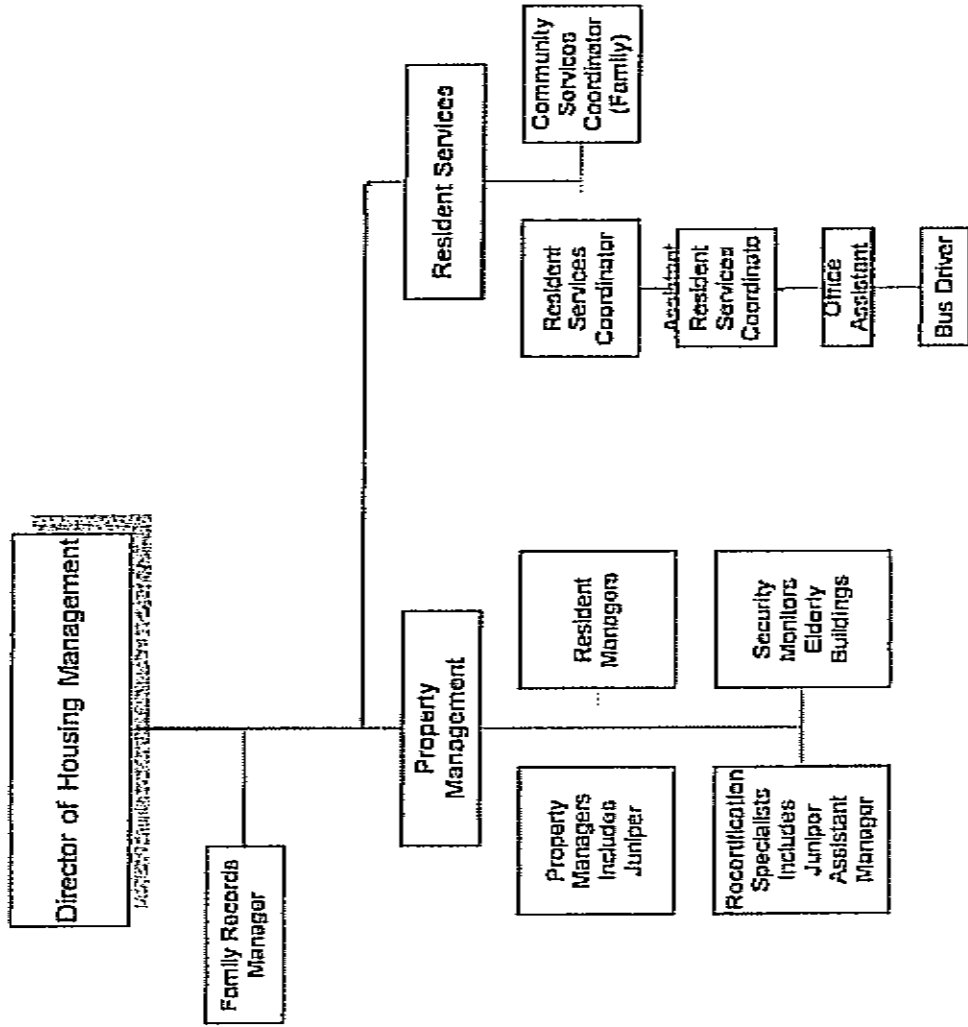 Director of Housing Management
Family Records
Manager
Property
Management
Resident Services
Property
Managers
Includes
Juniper
Resident
Managers
Resident
Services
Coordinator
Community
Services
Coordinator
(Family)
Recertification
Specialists
Includes
Juniper
Assistant
Manager
Security
Monitors
Elderly
Buildings
Assistant
Resident
Services
Coordinato
Office
Assistant
Bus Driver